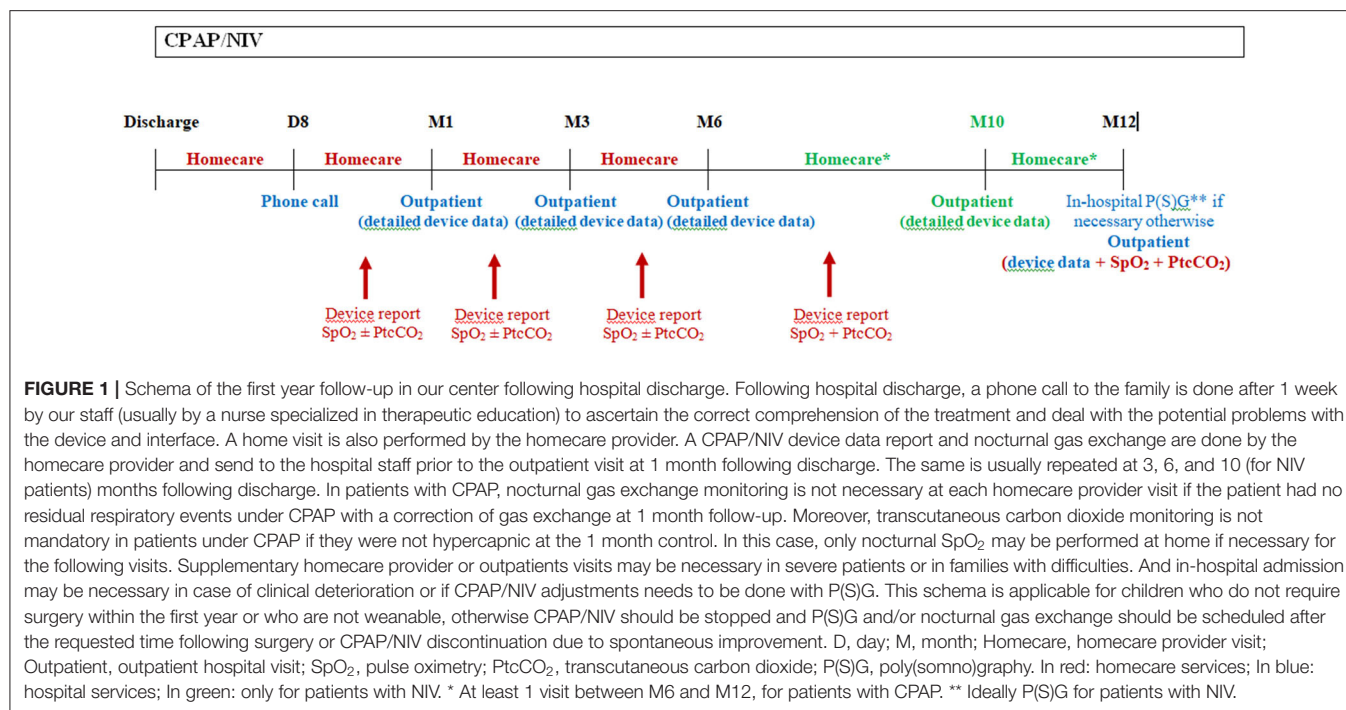 CPAP/NIV
Discharge D8 M1 M3 M6 M10 M12
Homecare Homecare Homecare Homecare Homecare* Homecare*
Phone call Outpatient Outpatient Outpatient Outpatient In-hospital P(S)G** if
(detailed device data) (detailed device data) (detailed device data) (detailed device data) necessary otherwise
Outpatient
(device data + SpO₂ + PtcCO₂)
Device report Device report Device report Device report
SpO₂ ± PtcCO₂ SpO₂ ± PtcCO₂ SpO₂ ± PtcCO₂ SpO₂ + PtcCO₂
FIGURE 1 | Schema of the first year follow-up in our center following hospital discharge. Following hospital discharge, a phone call to the family is done after 1 week
by our staff (usually by a nurse specialized in therapeutic education) to ascertain the correct comprehension of the treatment and deal with the potential problems with
the device and interface. A home visit is also performed by the homecare provider. A CPAP/NIV device data report and nocturnal gas exchange are done by the
homecare provider and send to the hospital staff prior to the outpatient visit at 1 month following discharge. The same is usually repeated at 3, 6, and 10 (for NIV
patients) months following discharge. In patients with CPAP, nocturnal gas exchange monitoring is not necessary at each homecare provider visit if the patient had no
residual respiratory events under CPAP with a correction of gas exchange at 1 month follow-up. Moreover, transcutaneous carbon dioxide monitoring is not
mandatory in patients under CPAP if they were not hypercapnic at the 1 month control. In this case, only nocturnal SpO₂ may be performed at home if necessary for
the following visits. Supplementary homecare provider or outpatients visits may be necessary in severe patients or in families with difficulties. And in-hospital admission
may be necessary in case of clinical deterioration or if CPAP/NIV adjustments needs to be done with P(S)G. This schema is applicable for children who do not require
surgery within the first year or who are not weanable, otherwise CPAP/NIV should be stopped and P(S)G and/or nocturnal gas exchange should be scheduled after
the requested time following surgery or CPAP/NIV discontinuation due to spontaneous improvement. D, day; M, month; Homecare, homecare provider visit;
Outpatient, outpatient hospital visit; SpO₂, pulse oximetry; PtcCO₂, transcutaneous carbon dioxide; P(S)G, poly(somno)graphy. In red: homecare services; In blue:
hospital services; In green: only for patients with NIV. * At least 1 visit between M6 and M12, for patients with CPAP. ** Ideally P(S)G for patients with NIV.